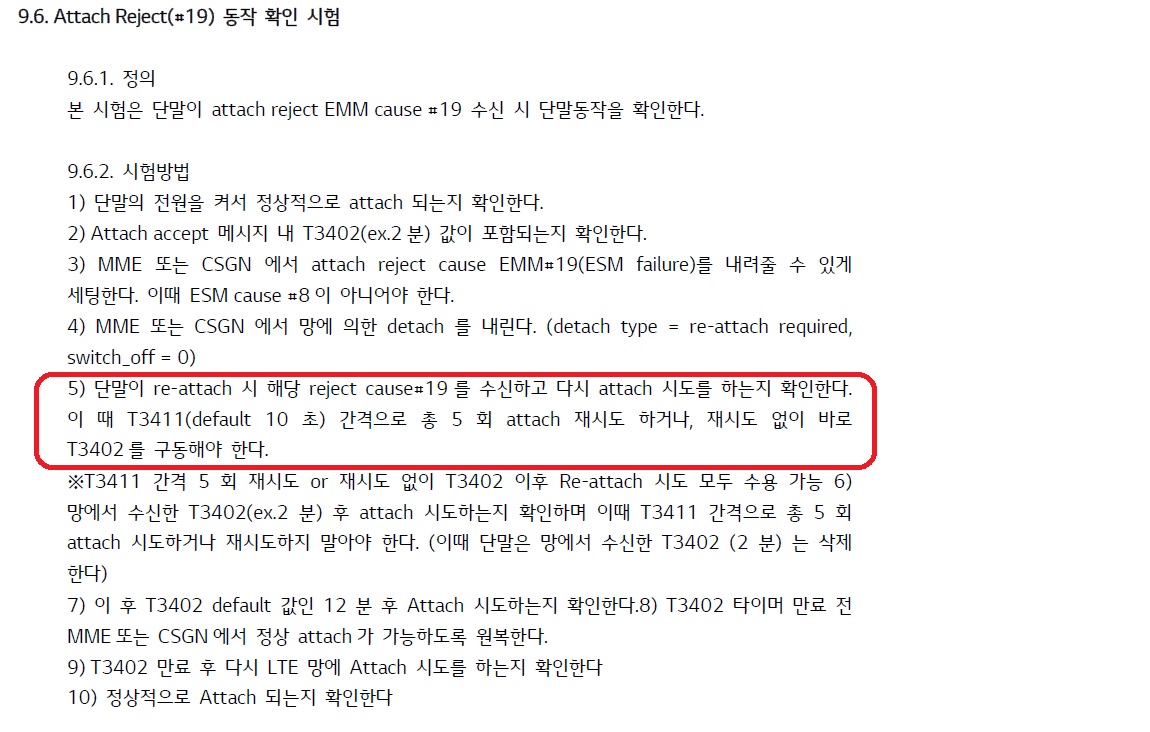 9.6. Attach Reject(#19) 동작 확인 시험
9.6.1. 정의
본 시험은 단말이 attach reject EMM cause #19 수신 시 단말동작을 확인한다.
9.6.2. 시험방법
1) 단말의 전원을 켜서 정상적으로 attach 되는지 확인한다.
2) Attach accept 메시지 내 T3402(ex.2 분) 값이 포함되는지 확인한다.
3) MME 또는 CSGN 에서 attach reject cause EMM#19(ESM failure)를 내려줄 수 있게
세팅한다. 이때 ESM cause #8 이 아니어야 한다.
4) MME 또는 CSGN 에서 망에 의한 detach 를 내린다. (detach type = re-attach required,
switch_off = 0)
5) 단말이 re-attach 시 해당 reject cause#19 를 수신하고 다시 attach 시도를 하는지 확인한다.
이 때 T3411(default 10 초) 간격으로 총 5 회 attach 재시도 하거나, 재시도 없이 바로
T3402 를 구동해야 한다.
※T3411 간격 5 회 재시도 or 재시도 없이 T3402 이후 Re-attach 시도 모두 수용 가능 6)
망에서 수신한 T3402(ex.2 분) 후 attach 시도하는지 확인하며 이때 T3411 간격으로 총 5 회
attach 시도하거나 재시도하지 말아야 한다. (이때 단말은 망에서 수신한 T3402 (2 분) 는 삭제
한다)
7) 이 후 T3402 default 값인 12 분 후 Attach 시도하는지 확인한다.8) T3402 타이머 만료 전
MME 또는 CSGN 에서 정상 attach 가 가능하도록 원복한다.
9) T3402 만료 후 다시 LTE 망에 Attach 시도를 하는지 확인한다
10) 정상적으로 Attach 되는지 확인한다